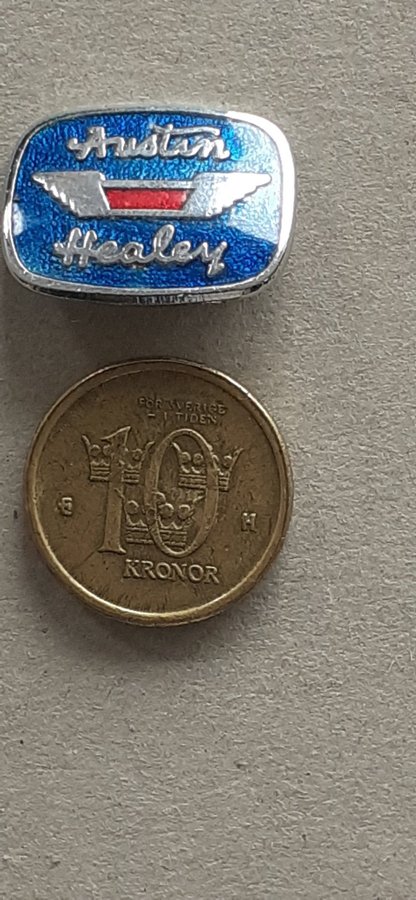 Austin
Healey
FÖR SVERIGE
- I TIDEN
10
E H
KRONOR